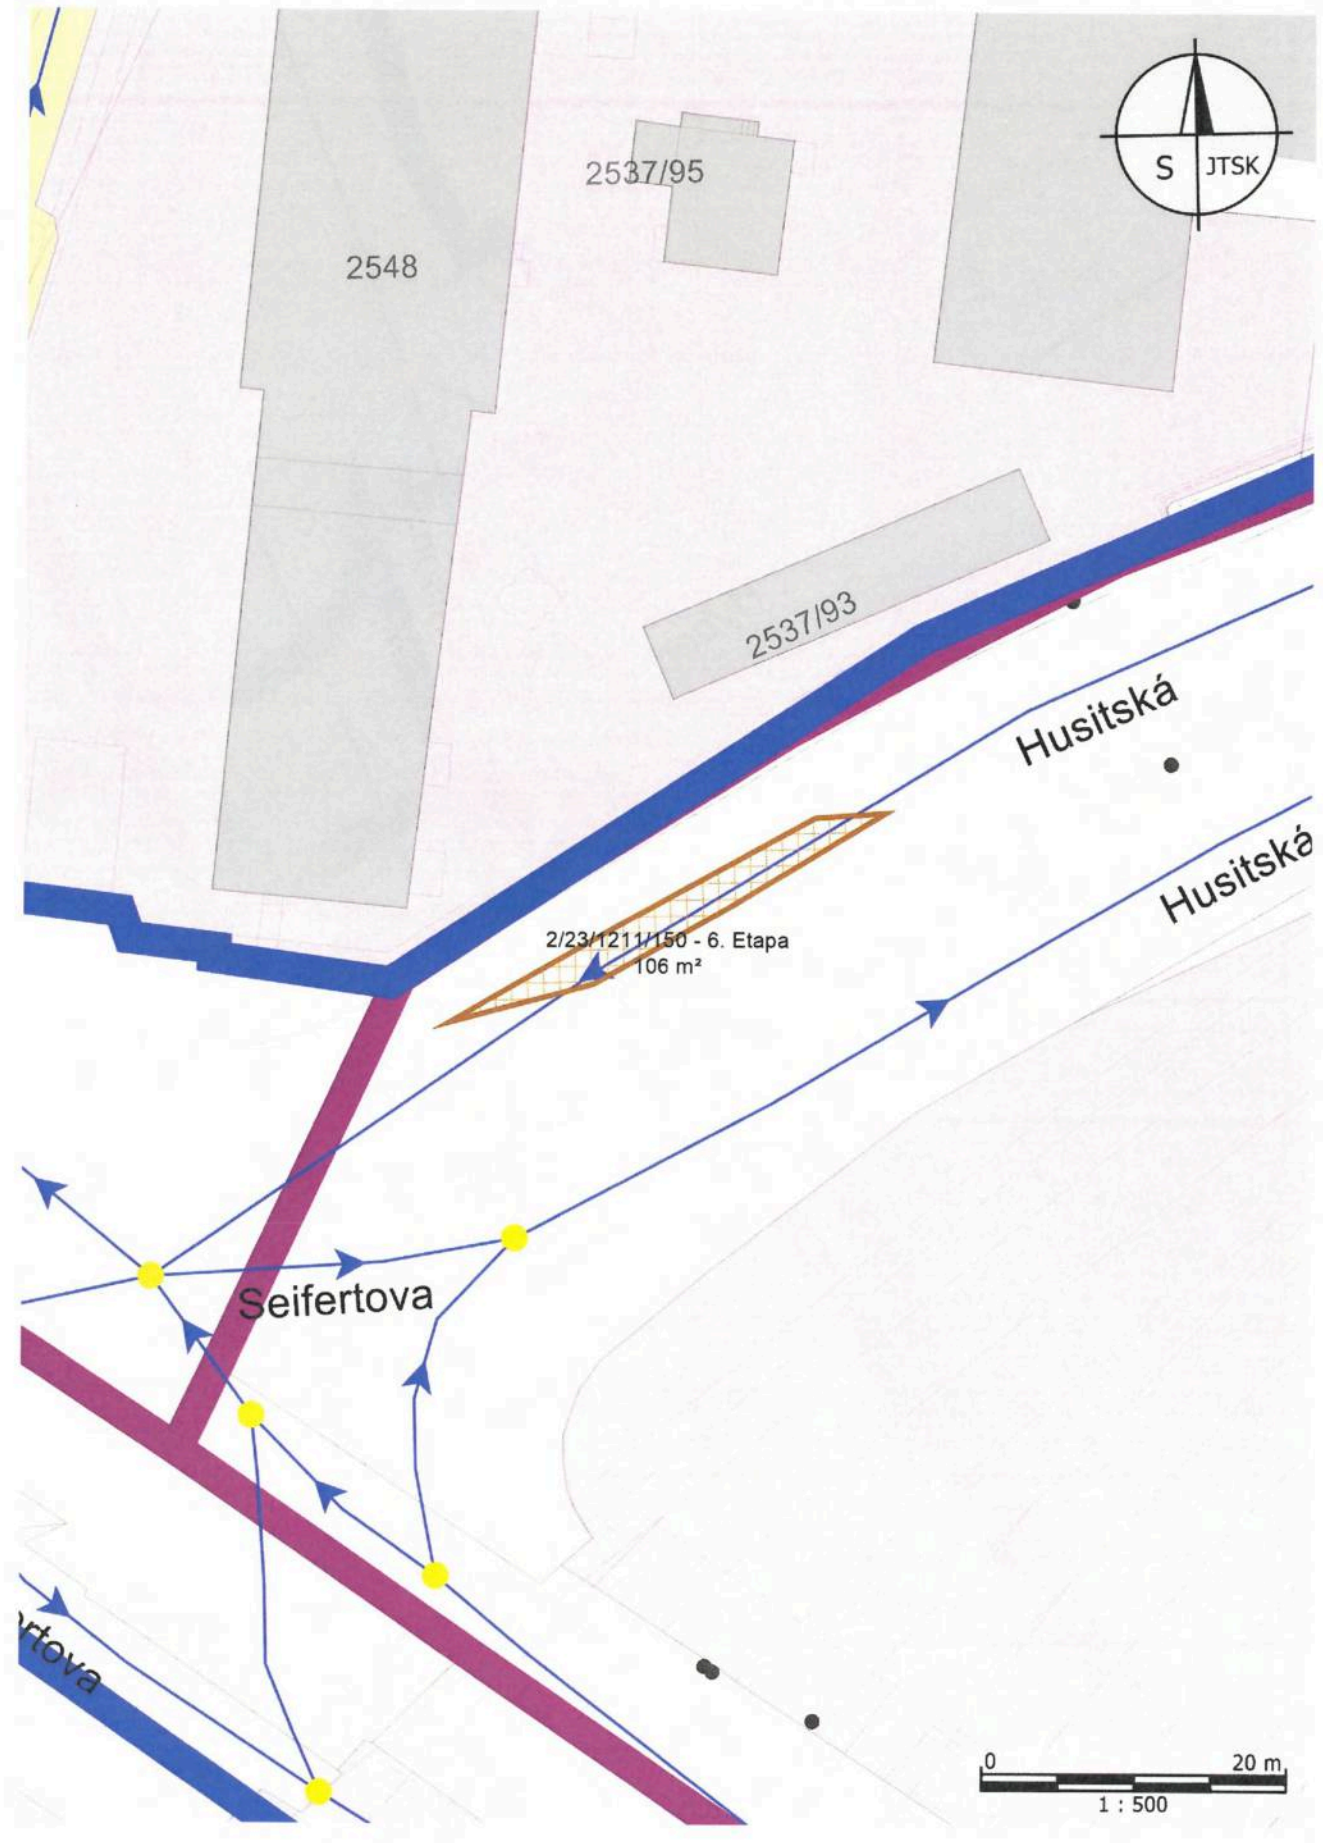 2537/95
S JTSK
2548
2537/93
Husitská
Husitská
2/23/1211/150 - 6. Etapa
106 m²
Seifertova
rtova
0 20 m
1 : 500